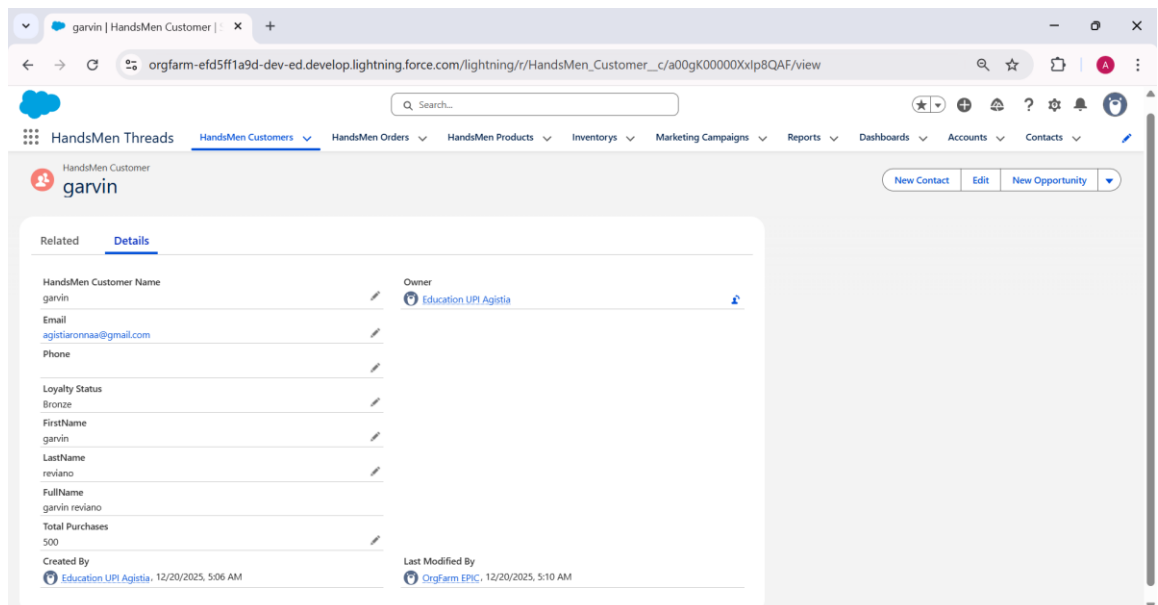 garvin | HandsMen Customer | S
orgfarm-efd5ff1a9d-dev-ed.develop.lightning.force.com/lightning/r/HandsMen_Customer__c/a00gK00000XxIp8QAF/view
A
Search...
HandsMen Threads HandsMen Customers HandsMen Orders HandsMen Products Inventorys Marketing Campaigns Reports Dashboards Accounts Contacts
HandsMen Customer
garvin
New Contact Edit New Opportunity
Related Details
HandsMen Customer Name Owner
garvin Education UPI Agistia
Email
agistiaronnaa@gmail.com
Phone
Loyalty Status
Bronze
FirstName
garvin
LastName
reviano
FullName
garvin reviano
Total Purchases
500
Created By Last Modified By
Education UPI Agistia, 12/20/2025, 5:06 AM OrgFarm EPIC, 12/20/2025, 5:10 AM